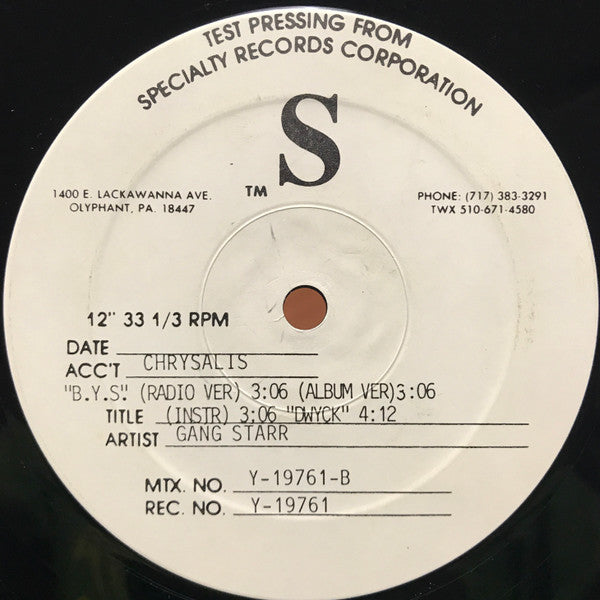 TEST PRESSING FROM
SPECIALTY RECORDS CORPORATION
S
TM
1400 E. LACKAWANNA AVE.
OLYPHANT, PA. 18447
PHONE: (717) 383-3291
TWX 510-671-4580
12" 33 1/3 RPM
DATE
ACC'T CHRYSALIS
"B.Y.S". (RADIO VER) 3:06 (ALBUM VER)3:06
TITLE (INSTR) 3:06 "DWYCK" 4:12
ARTIST GANG STARR
MTX. NO. Y-19761-B
REC. NO. Y-19761